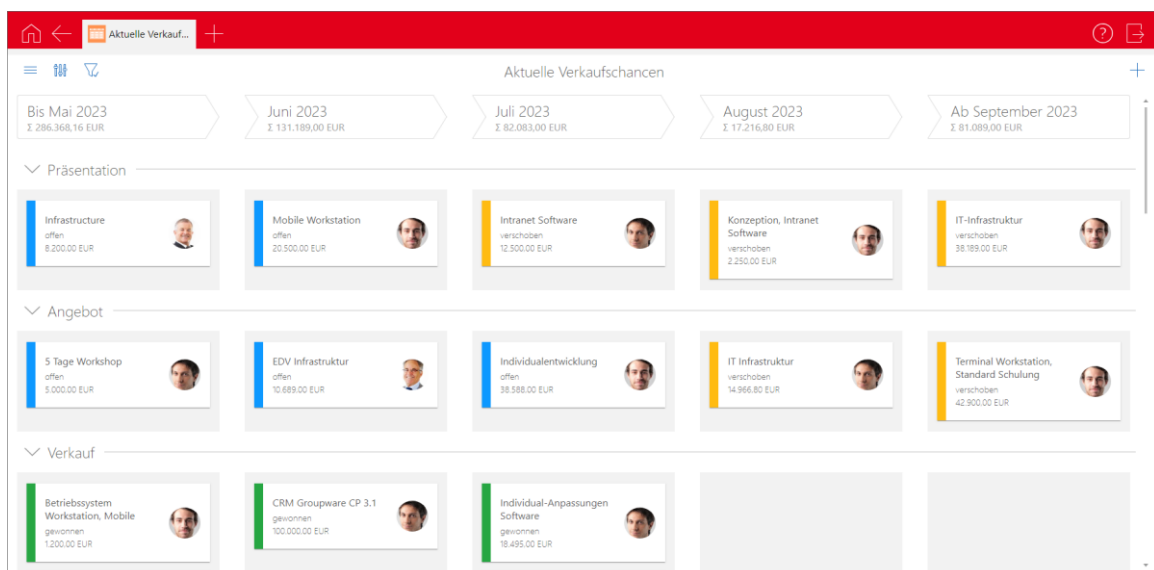 Aktuelle Verkauf...
Aktuelle Verkaufschancen
Bis Mai 2023
Σ 286.368,16 EUR
Juni 2023
Σ 131.189,00 EUR
Juli 2023
Σ 82.083,00 EUR
August 2023
Σ 17.216,80 EUR
Ab September 2023
Σ 81.089,00 EUR
Präsentation
Infrastructure
offen
8.200,00 EUR
Mobile Workstation
offen
20.500,00 EUR
Intranet Software
verschoben
12.500,00 EUR
Konzeption, Intranet
Software
verschoben
2.250,00 EUR
IT-Infrastruktur
verschoben
38.189,00 EUR
Angebot
5 Tage Workshop
offen
5.000,00 EUR
EDV Infrastruktur
offen
10.689,00 EUR
Individualentwicklung
offen
38.588,00 EUR
IT Infrastruktur
verschoben
14.966,80 EUR
Terminal Workstation,
Standard Schulung
verschoben
42.900,00 EUR
Verkauf
Betriebssystem
Workstation, Mobile
gewonnen
1.200,00 EUR
CRM Groupware CP 3.1
gewonnen
100.000,00 EUR
Individual-Anpassungen
Software
gewonnen
18.495,00 EUR